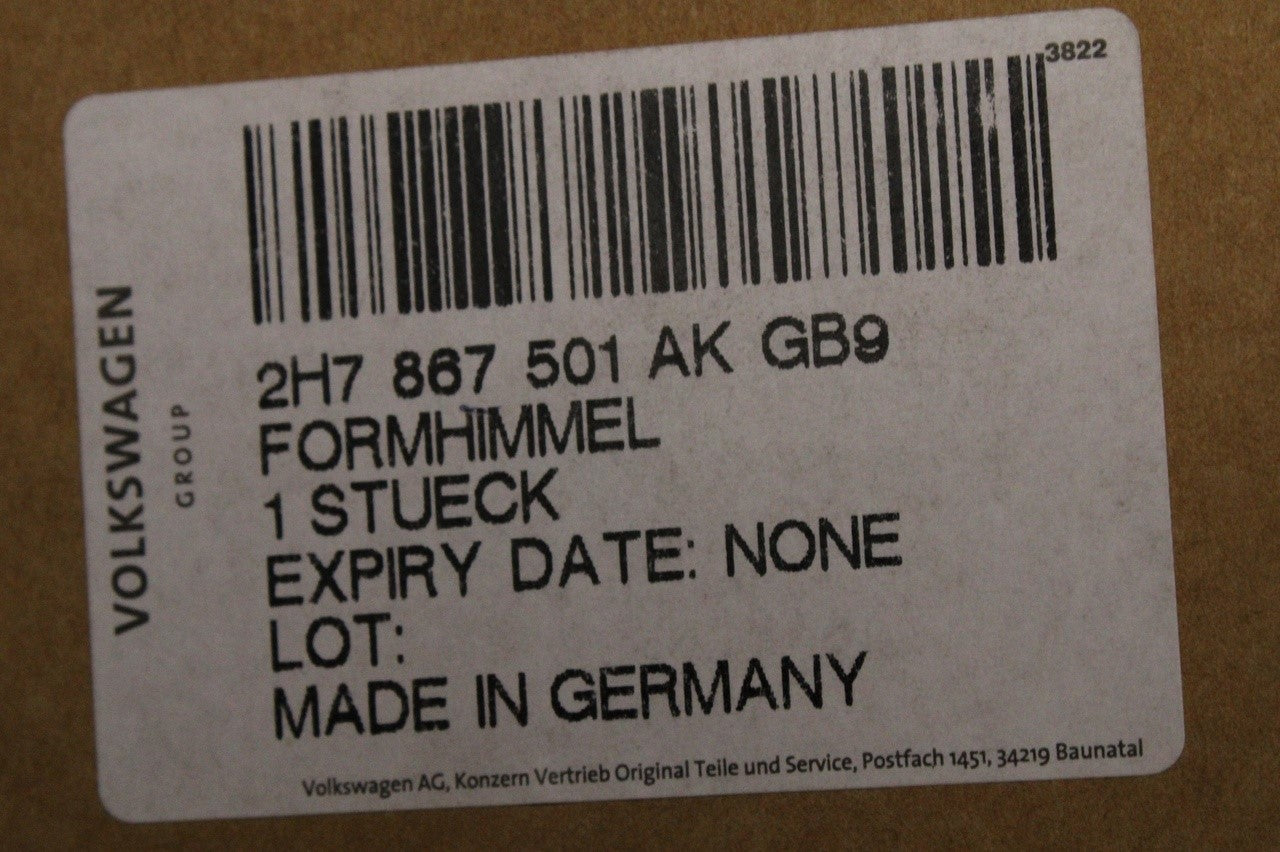 3822
2H7 867 501 AK GB9
FORMHIMMEL
1 STUECK
EXPIRY DATE: NONE
LOT:
MADE IN GERMANY
Volkswagen AG, Konzern Vertrieb Original Teile und Service, Postfach 1451, 34219 Baunatal
VOLKSWAGEN
GROUP